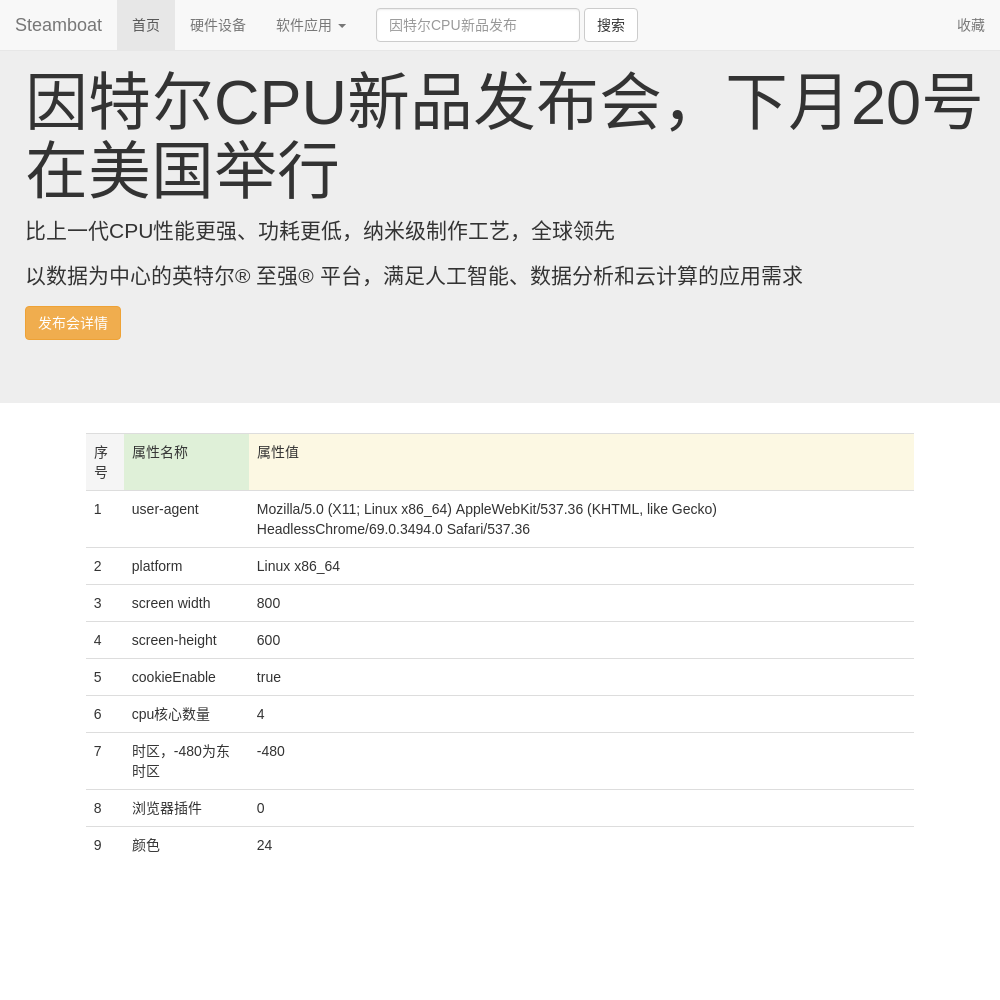 Steamboat 首页 硬件设备 软件应用 因特尔CPU新品发布 搜索 收藏
因特尔CPU新品发布会，下月20号
在美国举行
比上一代CPU性能更强、功耗更低，纳米级制作工艺，全球领先
以数据为中心的英特尔® 至强® 平台，满足人工智能、数据分析和云计算的应用需求
发布会详情
序号 属性名称 属性值
1 user-agent Mozilla/5.0 (X11; Linux x86_64) AppleWebKit/537.36 (KHTML, like Gecko)
HeadlessChrome/69.0.3494.0 Safari/537.36
2 platform Linux x86_64
3 screen width 800
4 screen-height 600
5 cookieEnable true
6 cpu核心数量 4
7 时区，-480为东时区 -480
8 浏览器插件 0
9 颜色 24